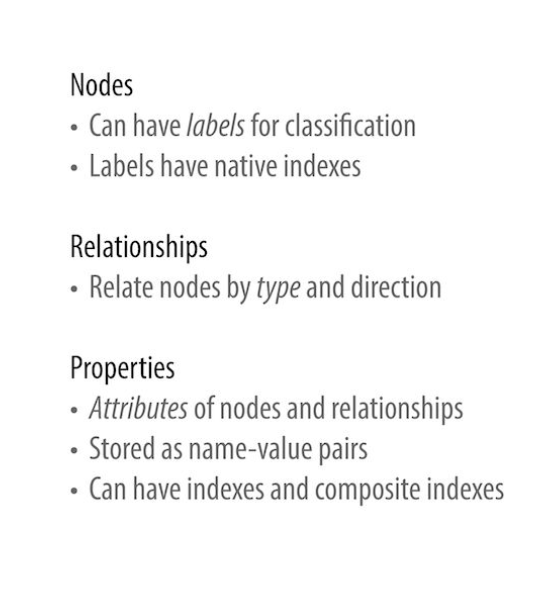 Nodes
• Can have labels for classification
• Labels have native indexes
Relationships
• Relate nodes by type and direction
Properties
• Attributes of nodes and relationships
• Stored as name-value pairs
• Can have indexes and composite indexes